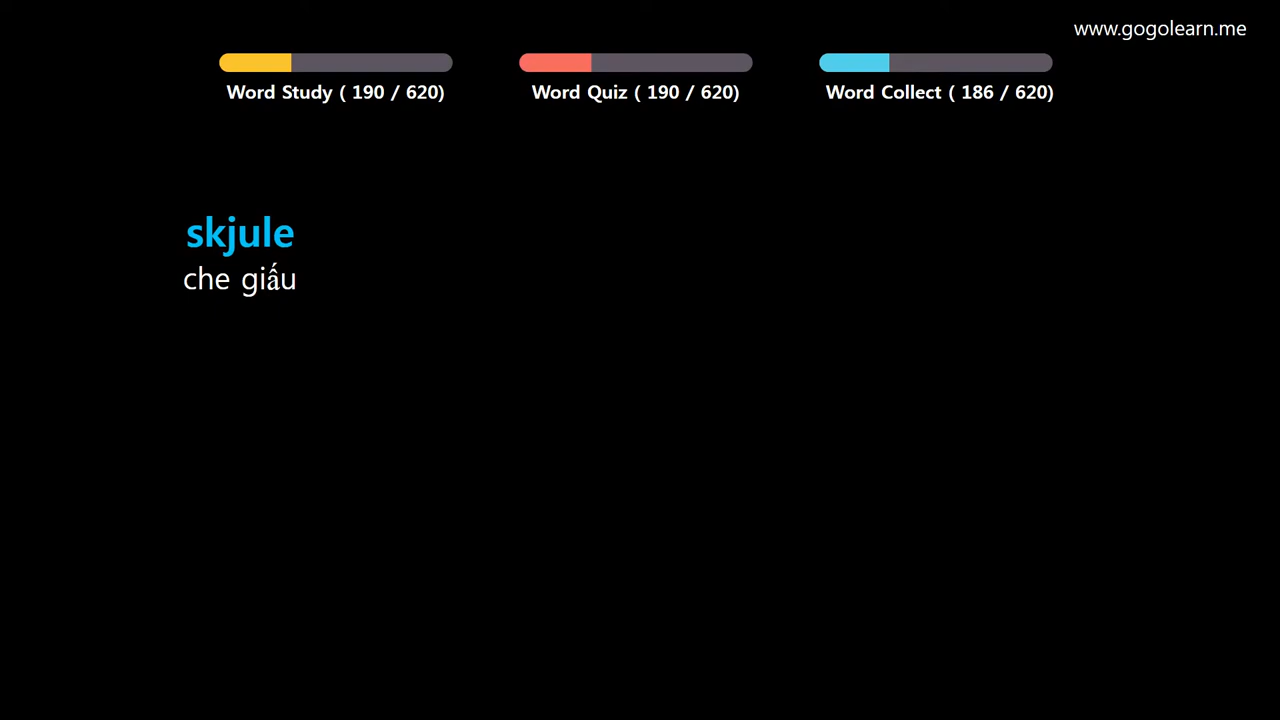 www.gogolearn.me
Word Study ( 190 / 620)
Word Quiz ( 190 / 620)
Word Collect ( 186 / 620)
skjule
che giấu